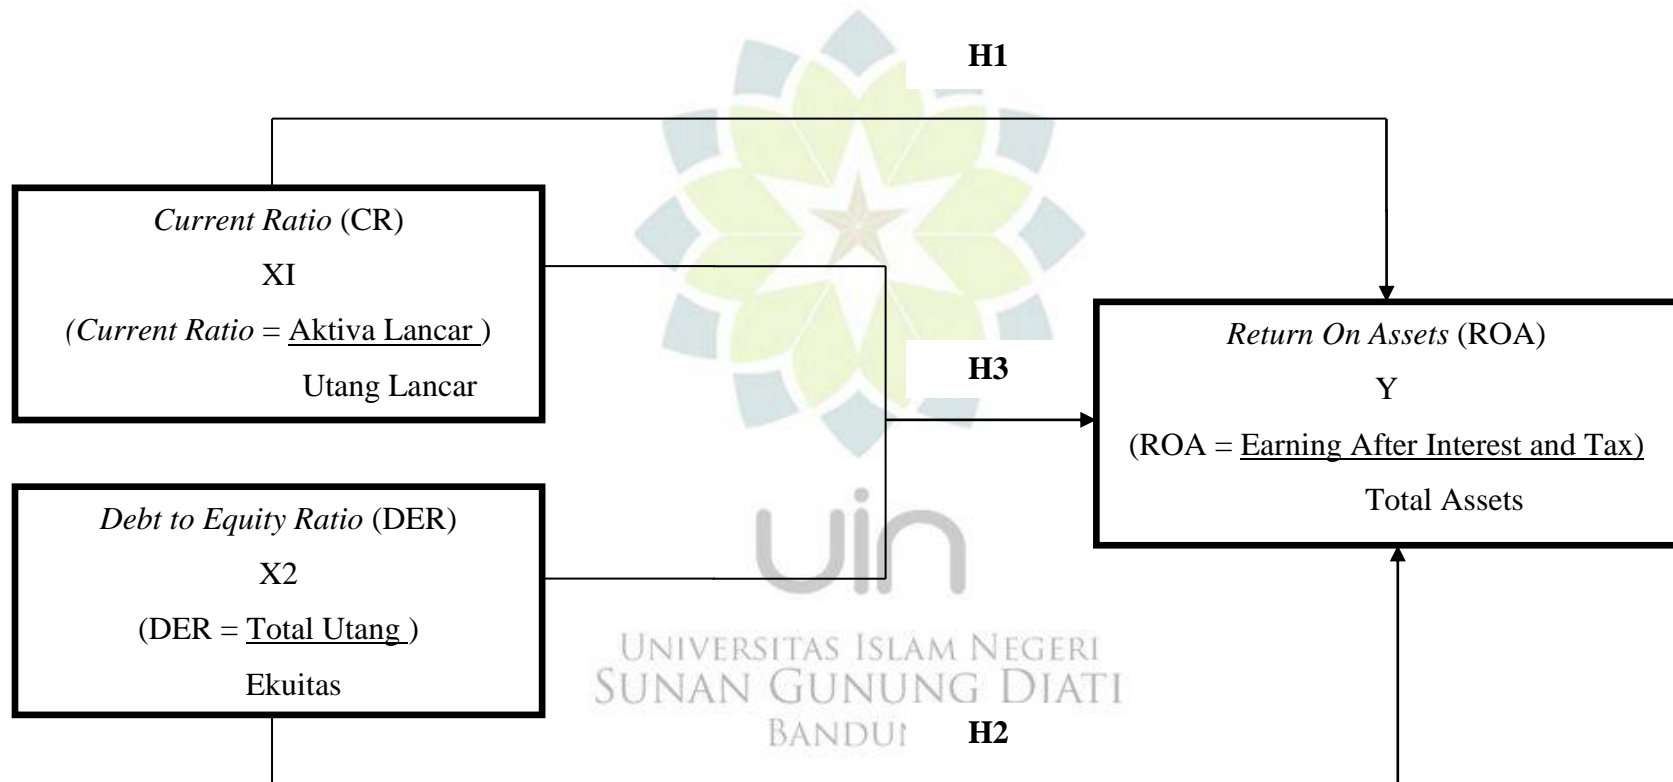 H1
Current Ratio (CR)
XI
(Current Ratio = Aktiva Lancar )
Utang Lancar
H3
Return On Assets (ROA)
Y
(ROA = Earning After Interest and Tax)
Total Assets
Debt to Equity Ratio (DER)
X2
(DER = Total Utang )
Ekuitas
uin
UNIVERSITAS ISLAM NEGERI
SUNAN GUNUNG DJATI
H2